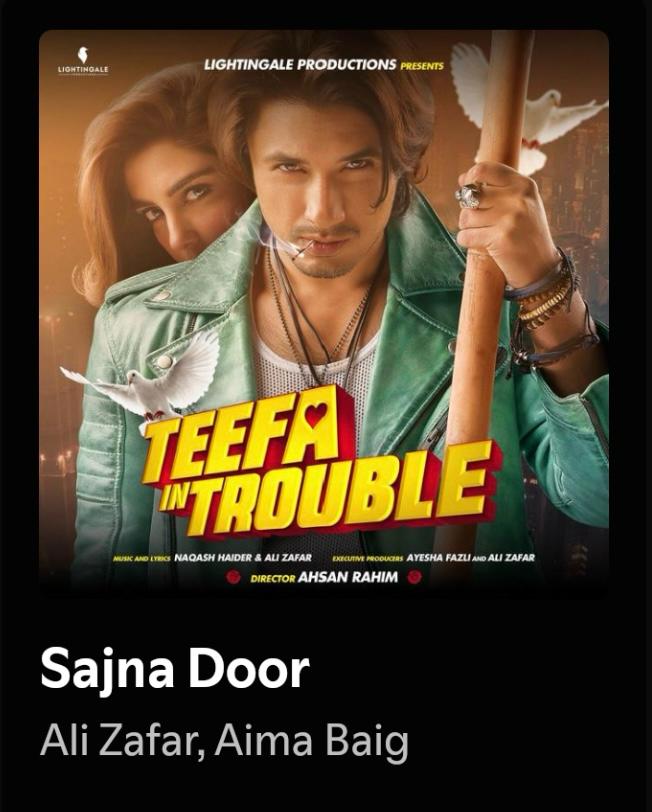 LIGHTINGALE
LIGHTINGALE PRODUCTIONS PRESENTS
TEEFA
IN TROUBLE
MUSIC AND LYRICS NAQASH HAIDER & ALI ZAFAR EXECUTIVE PRODUCERS AYESHA FAZLI AND ALI ZAFAR
DIRECTOR AHSAN RAHIM
Sajna Door
Ali Zafar, Aima Baig